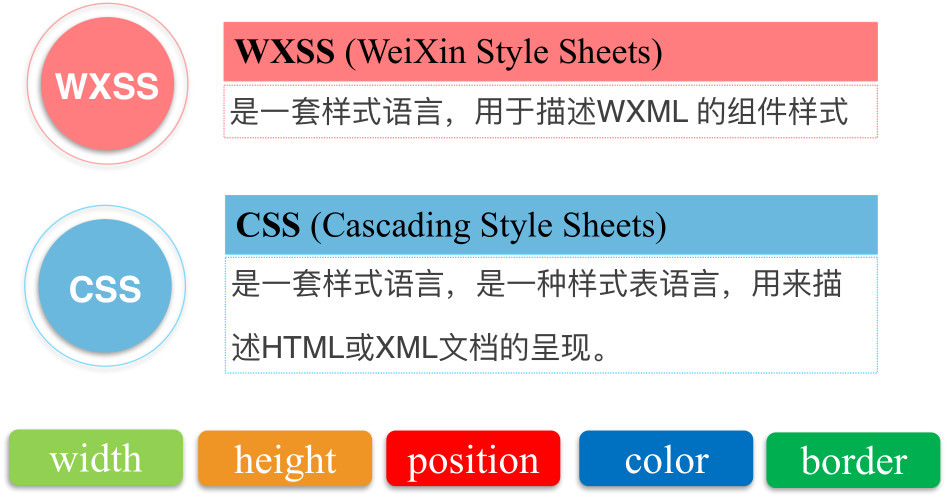 WXSS
WXSS (WeiXin Style Sheets)
是一套样式语言，用于描述WXML 的组件样式
CSS
CSS (Cascading Style Sheets)
是一套样式语言，是一种样式表语言，用来描
述HTML或XML文档的呈现。
width height position color border